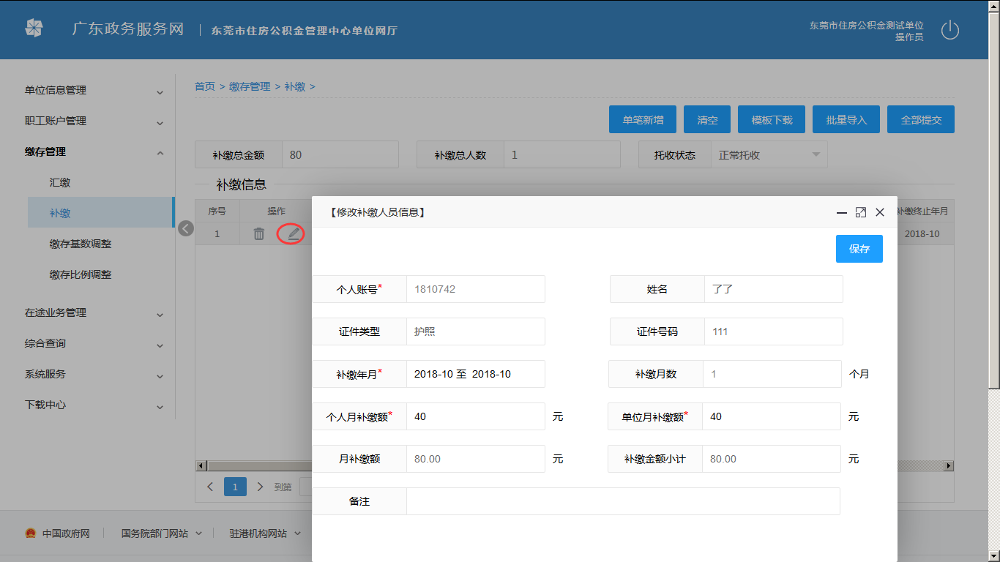 广东政务服务网 | 东莞市住房公积金管理中心单位网厅
东莞市住房公积金测试单位
操作员
单位信息管理
职工账户管理
缴存管理
汇缴
补缴
缴存基数调整
缴存比例调整
在途业务管理
综合查询
系统服务
下载中心
首页 > 缴存管理 > 补缴 >
单笔新增 清空 模板下载 批量导入 全部提交
补缴总金额 80 补缴总人数 1 托收状态 正常托收
补缴信息
序号 操作 补缴终止年月
1 2018-10
【修改补缴人员信息】
保存
个人账号* 1810742 姓名 了了
证件类型 护照 证件号码 111
补缴年月* 2018-10 至 2018-10 补缴月数 1 个月
个人月补缴额* 40 元 单位月补缴额* 40 元
月补缴额 80.00 元 补缴金额小计 80.00 元
备注
1 到第
中国政府网 国务院部门网站 驻港机构网站